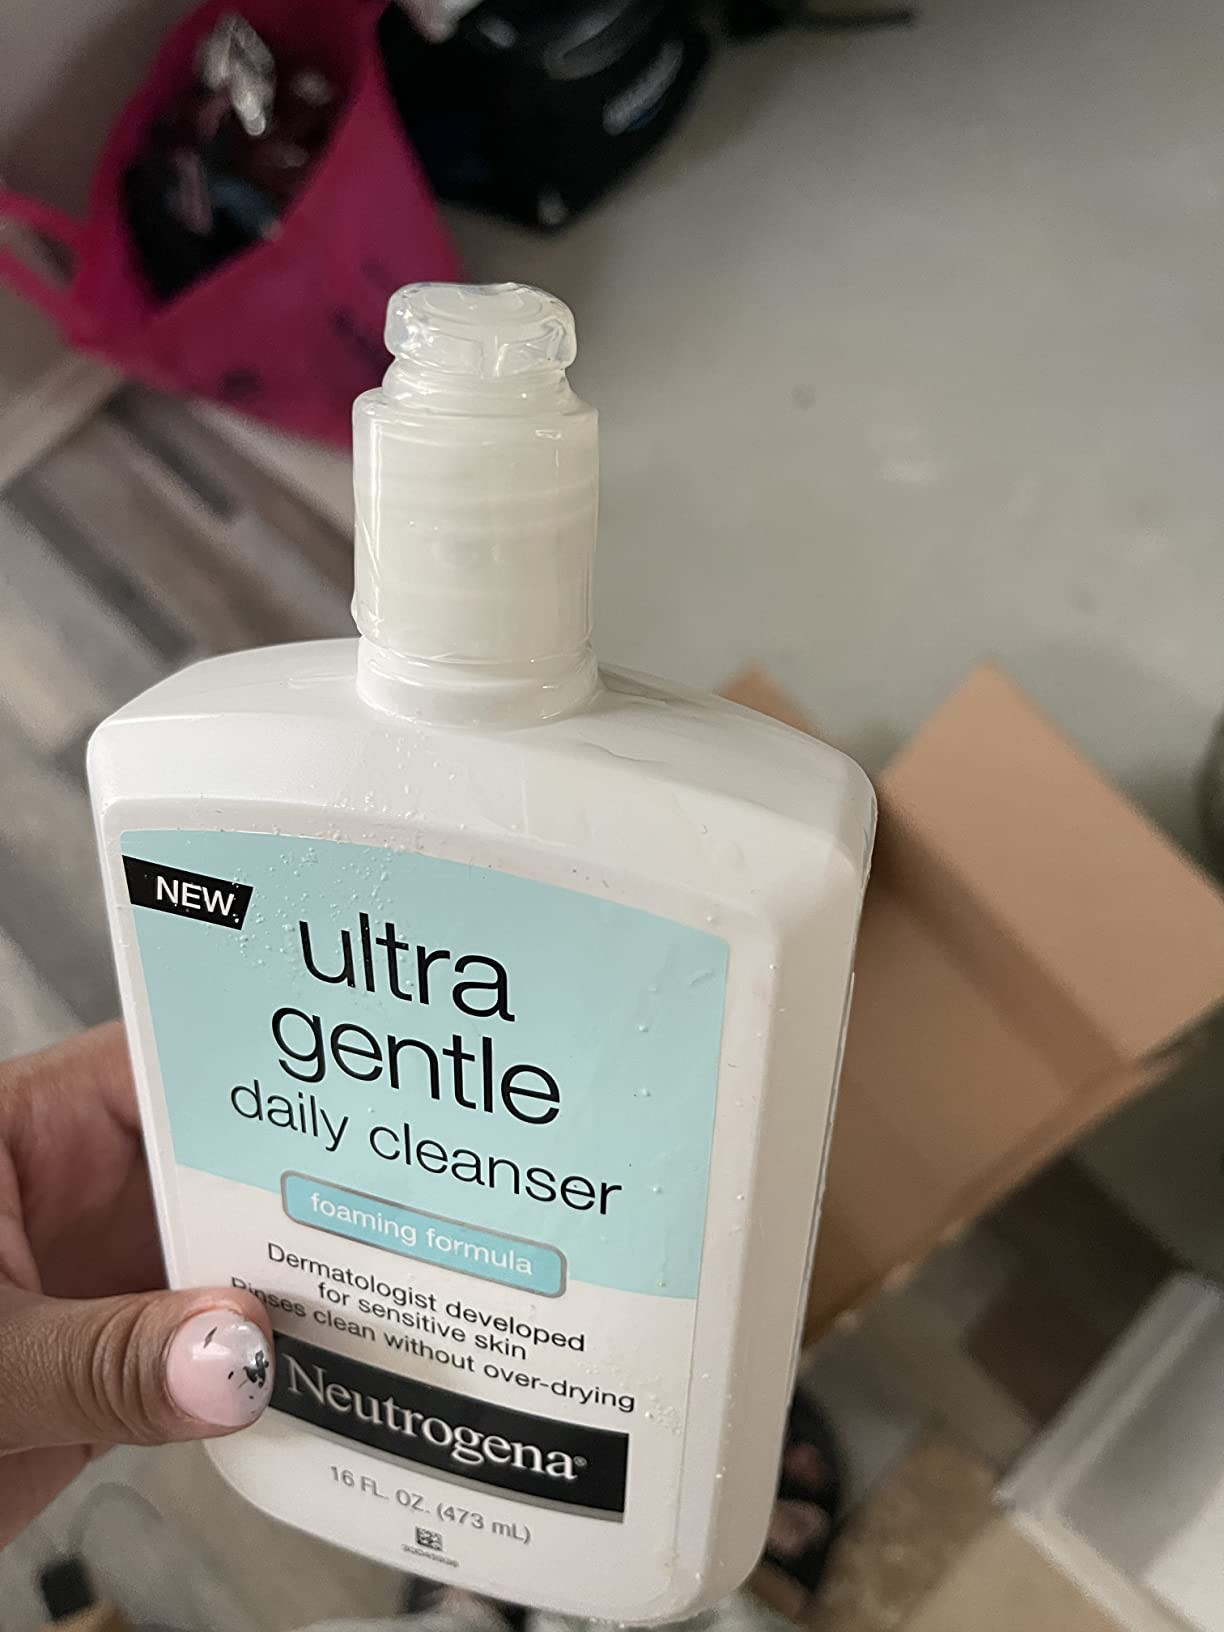 NEW
ultra
gentle
daily cleanser
foaming formula
Dermatologist developed
for sensitive skin
Rinses clean without over-drying
Neutrogena®
16 FL. OZ. (473 mL)